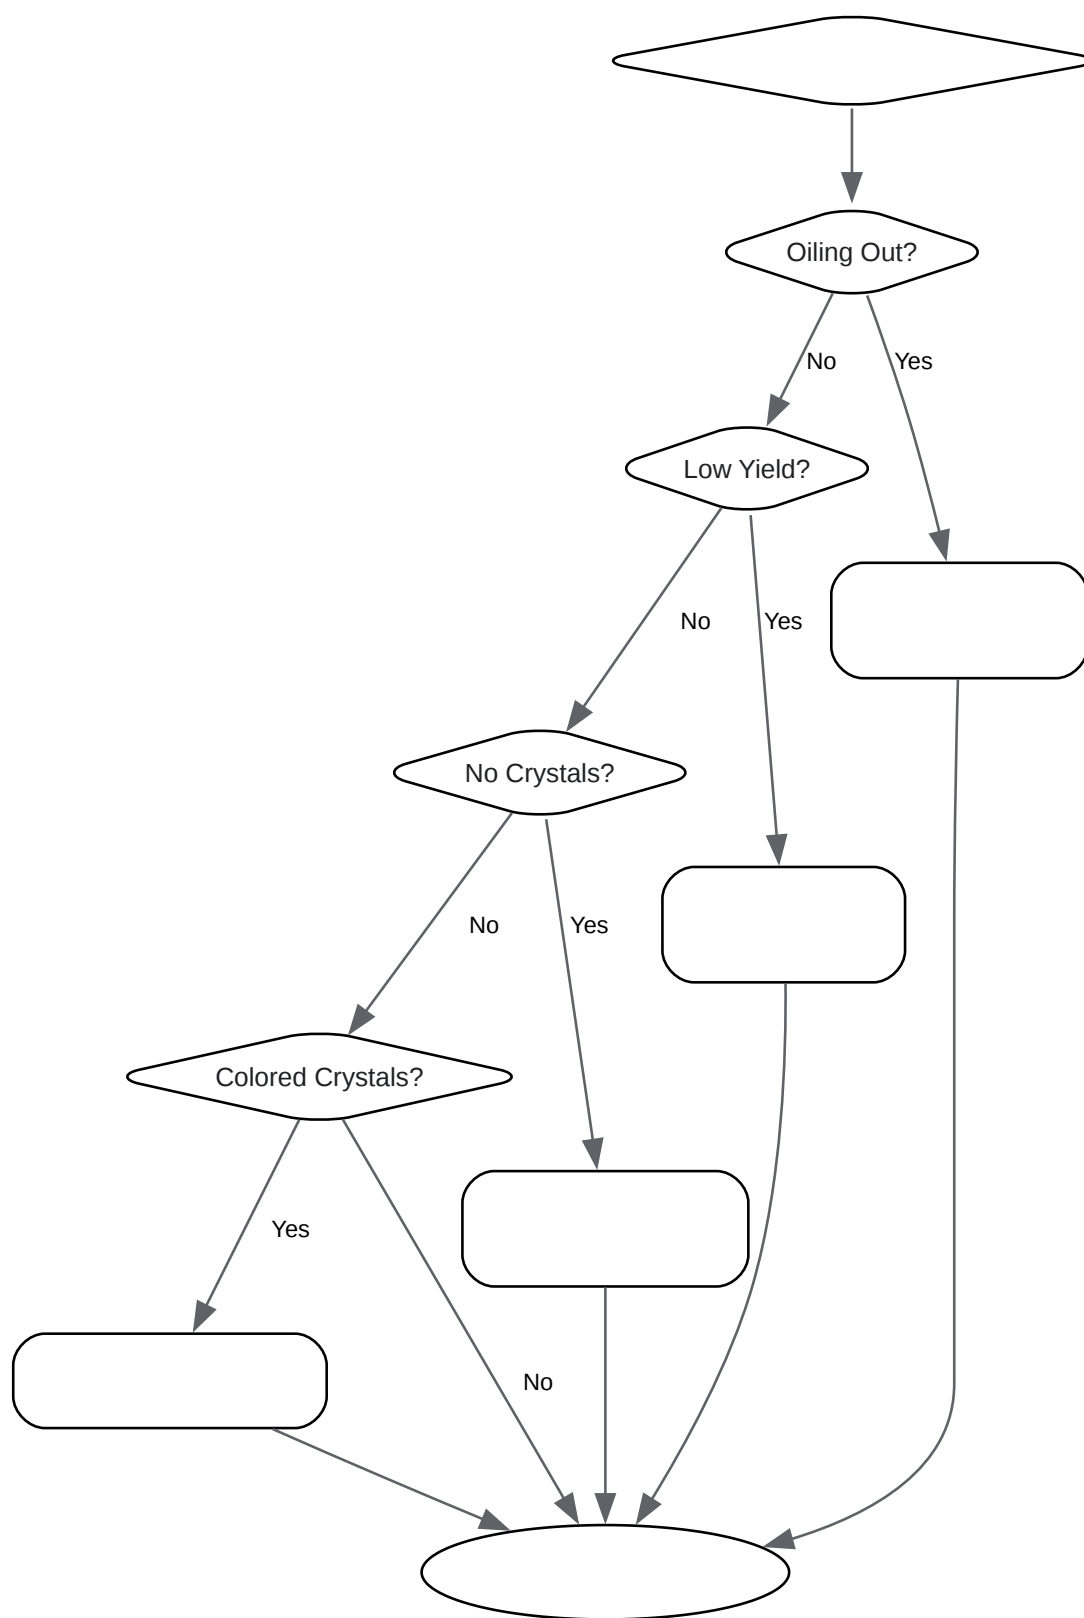 Oiling Out?
No
Yes
Low Yield?
No
Yes
No Crystals?
No
Yes
Colored Crystals?
Yes
No